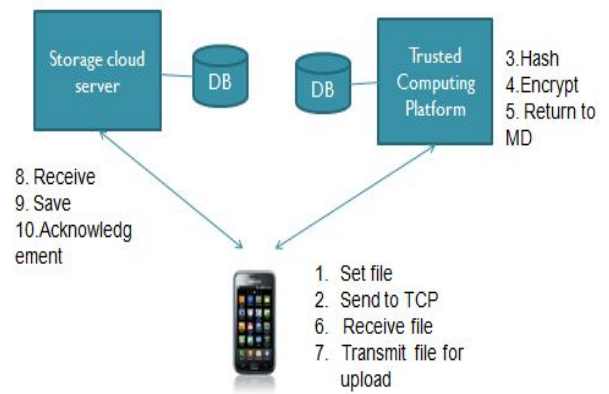 Storage cloud
server
DB
DB
Trusted
Computing
Platform
3.Hash
4.Encrypt
5. Return to
MD
8. Receive
9. Save
10.Acknowledg
ement
1. Set file
2. Send to TCP
6. Receive file
7. Transmit file for
upload